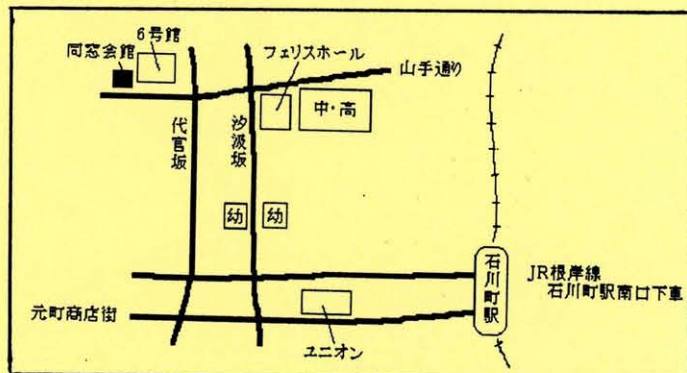 6号館
同窓会館
フェリスホール
山手通り
中・高
代官坂
汐汲坂
幼
幼
石川町駅
JR根岸線
石川町駅南口下車
元町商店街
ユニオン